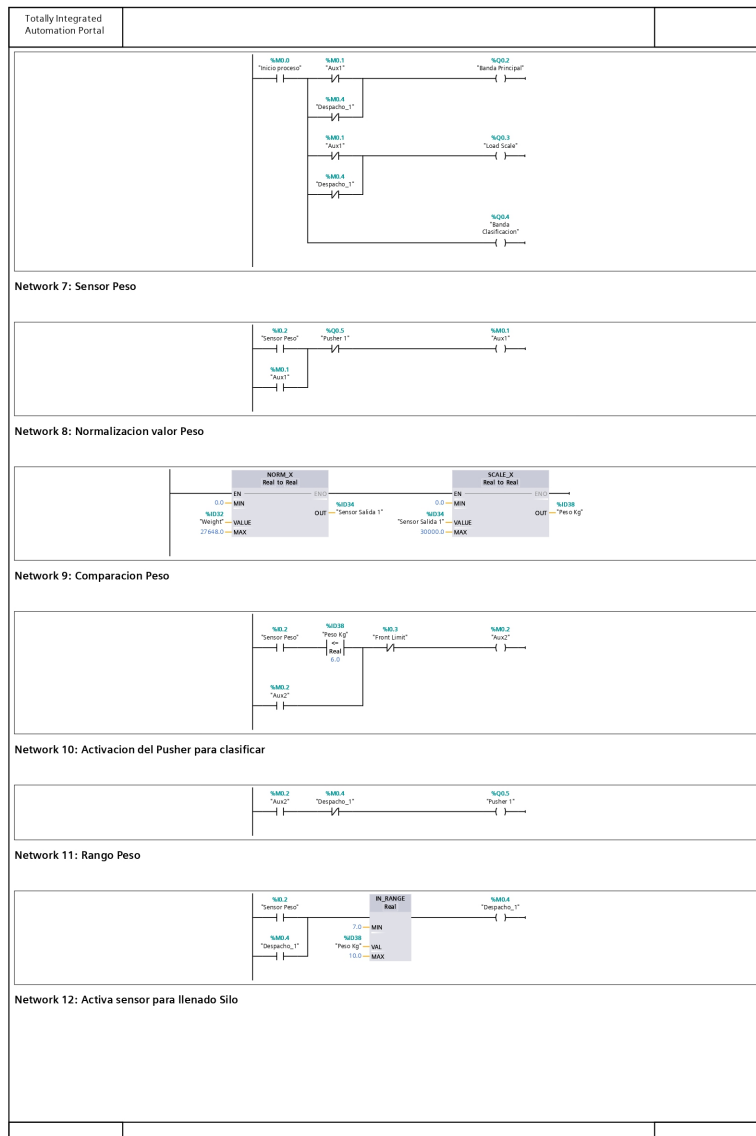 Totally Integrated
Automation Portal
%M0.0
"Inicio proceso"
%M0.1
"Aux1"
%Q0.2
"Banda Principal"
%M0.4
"Despacho_1"
%M0.1
"Aux1"
%Q0.3
"Load Scale"
%M0.4
"Despacho_1"
%Q0.4
"Banda
Clasificacion"
Network 7: Sensor Peso
%I0.2
"Sensor Peso"
%Q0.5
"Pusher 1"
%M0.1
"Aux1"
%M0.1
"Aux1"
Network 8: Normalizacion valor Peso
NORM_X
Real to Real
EN
ENO
0.0
MIN
%ID32
"Weight"
VALUE
27648.0
MAX
OUT
%ID34
"Sensor Salida 1"
SCALE_X
Real to Real
EN
ENO
0.0
MIN
%ID34
"Sensor Salida 1"
VALUE
30000.0
MAX
OUT
%ID38
"Peso Kg"
Network 9: Comparacion Peso
%I0.2
"Sensor Peso"
%ID38
"Peso Kg"
<=
Real
6.0
%I0.3
"Front Limit"
%M0.2
"Aux2"
%M0.2
"Aux2"
Network 10: Activacion del Pusher para clasificar
%M0.2
"Aux2"
%M0.4
"Despacho_1"
%Q0.5
"Pusher 1"
Network 11: Rango Peso
%I0.2
"Sensor Peso"
IN_RANGE
Real
%M0.4
"Despacho_1"
7.0
MIN
%M0.4
"Despacho_1"
%ID38
"Peso Kg"
VAL
10.0
MAX
Network 12: Activa sensor para llenado Silo